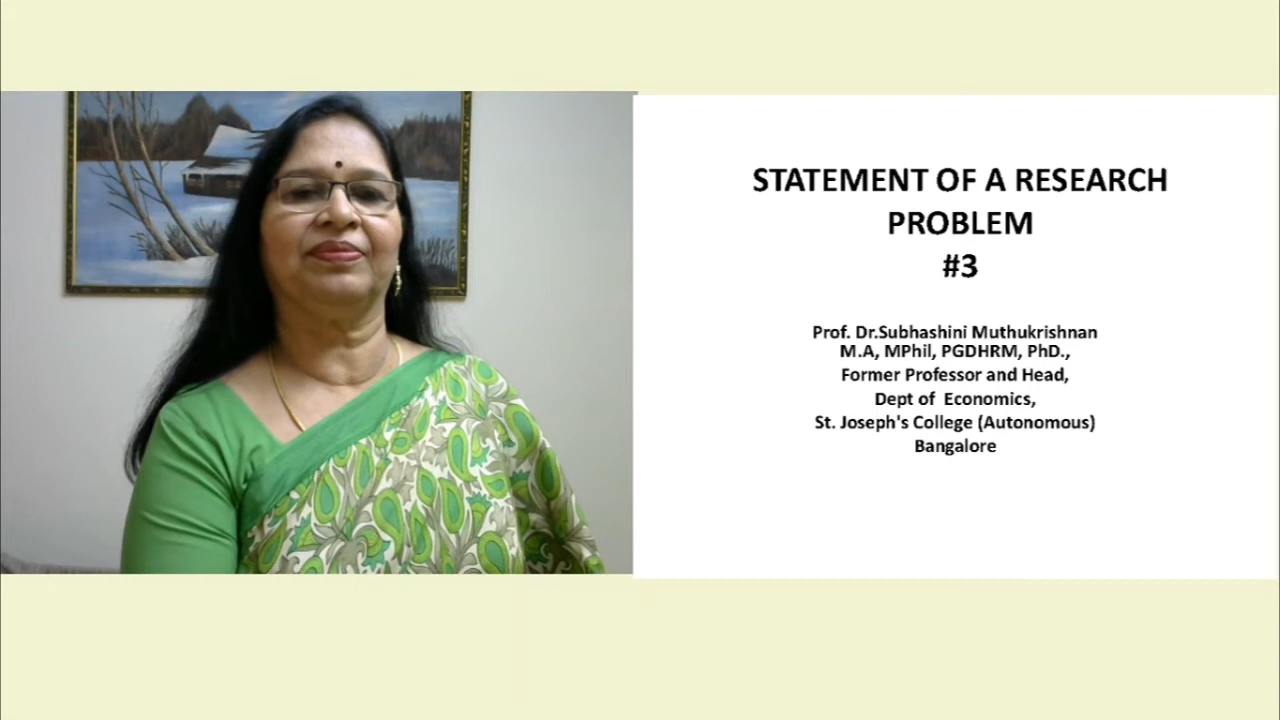 STATEMENT OF A RESEARCH
PROBLEM
#3
Prof. Dr.Subhashini Muthukrishnan
M.A, MPhil, PGDHRM, PhD.,
Former Professor and Head,
Dept of Economics,
St. Joseph's College (Autonomous)
Bangalore